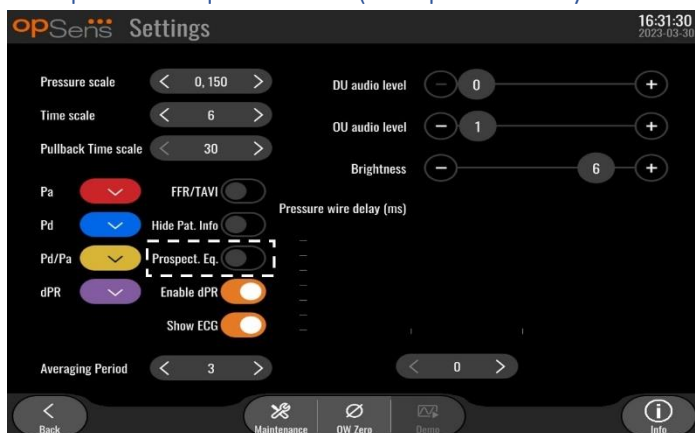 opSens Settings
16:31:30
2023-03-30
Pressure scale < 0, 150 >
Time scale < 6 >
Pullback Time scale < 30 >
Pa
Pd
Pd/Pa
dPR
FFR/TAVI
Hide Pat. Info
Prospect. Eq.
Enable dPR
Show ECG
Averaging Period < 3 >
DU audio level − 0 +
OU audio level − 1 +
Brightness − 6 +
Pressure wire delay (ms)
< 0 >
Back
Maintenance
OW Zero
Demo
Info